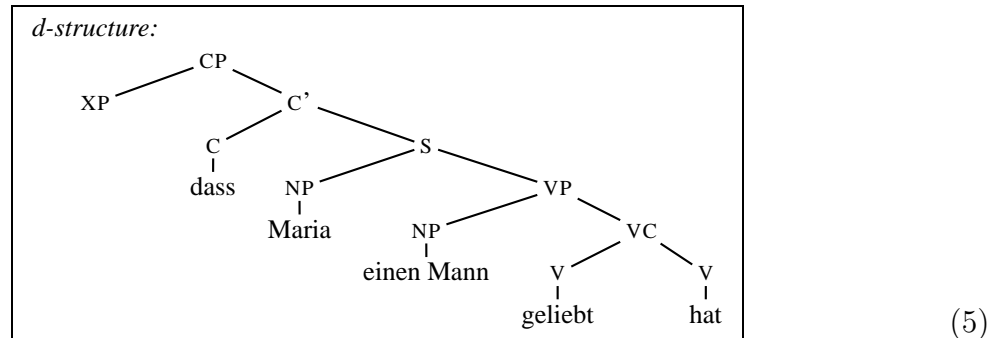 d-structure:
CP
XP C’
C S
dass NP VP
Maria NP VC
einen Mann V V
geliebt hat
(5)